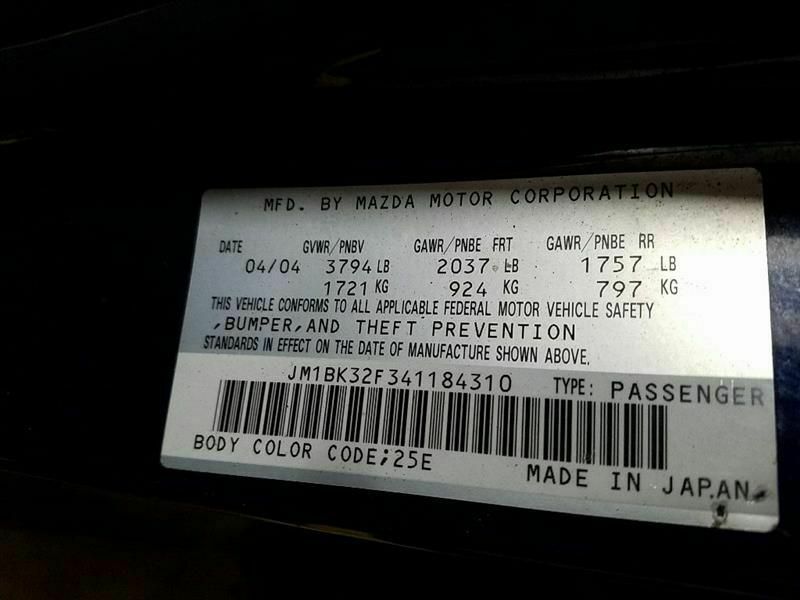 MFD. BY MAZDA MOTOR CORPORATION
DATE GVWR/PNBV GAWR/PNBE FRT GAWR/PNBE RR
04/04 3794 LB 2037 LB 1757 LB
1721 KG 924 KG 797 KG
THIS VEHICLE CONFORMS TO ALL APPLICABLE FEDERAL MOTOR VEHICLE SAFETY
,BUMPER,AND THEFT PREVENTION
STANDARDS IN EFFECT ON THE DATE OF MANUFACTURE SHOWN ABOVE.
JM1BK32F341184310 TYPE: PASSENGER
BODY COLOR CODE;25E
MADE IN JAPAN